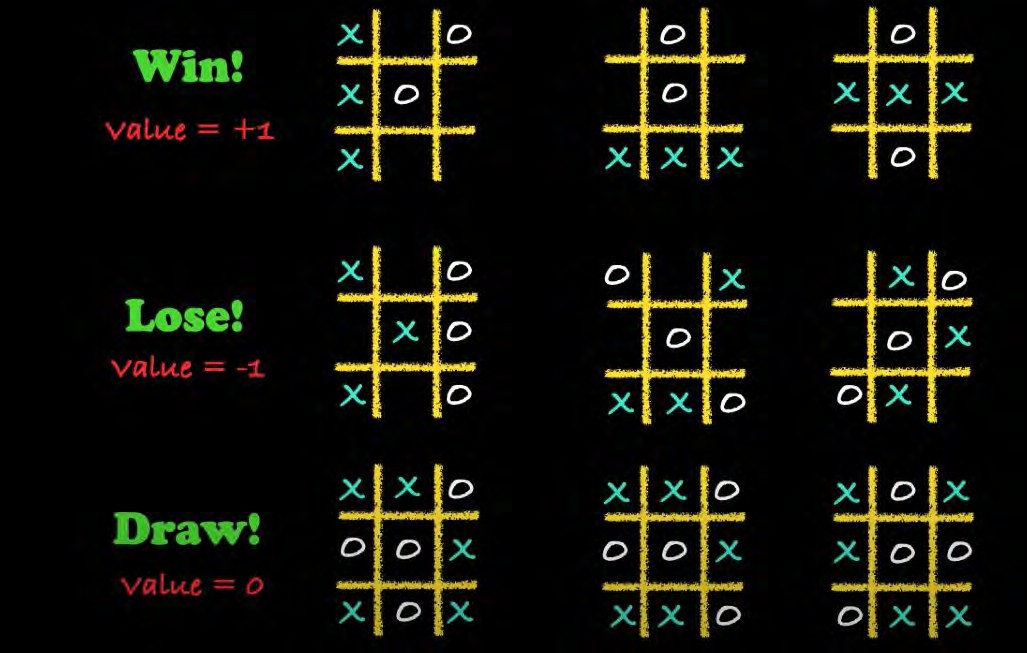 Win!
value = +1
X O
X O
X
O
O
X X X
O
X X X
O
Lose!
value = -1
X O
X O
X O
O X
O
X X O
X O
O X
O X
Draw!
value = 0
X X O
O O X
X O X
X X O
O O X
X X O
X O X
X O O
O X X